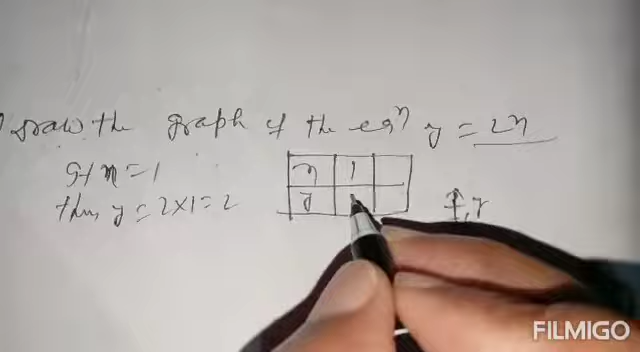 Draw the graph of the eqn y = 2x
If x = 1
x 1
then y = 2×1 = 2
y
FILMIGO